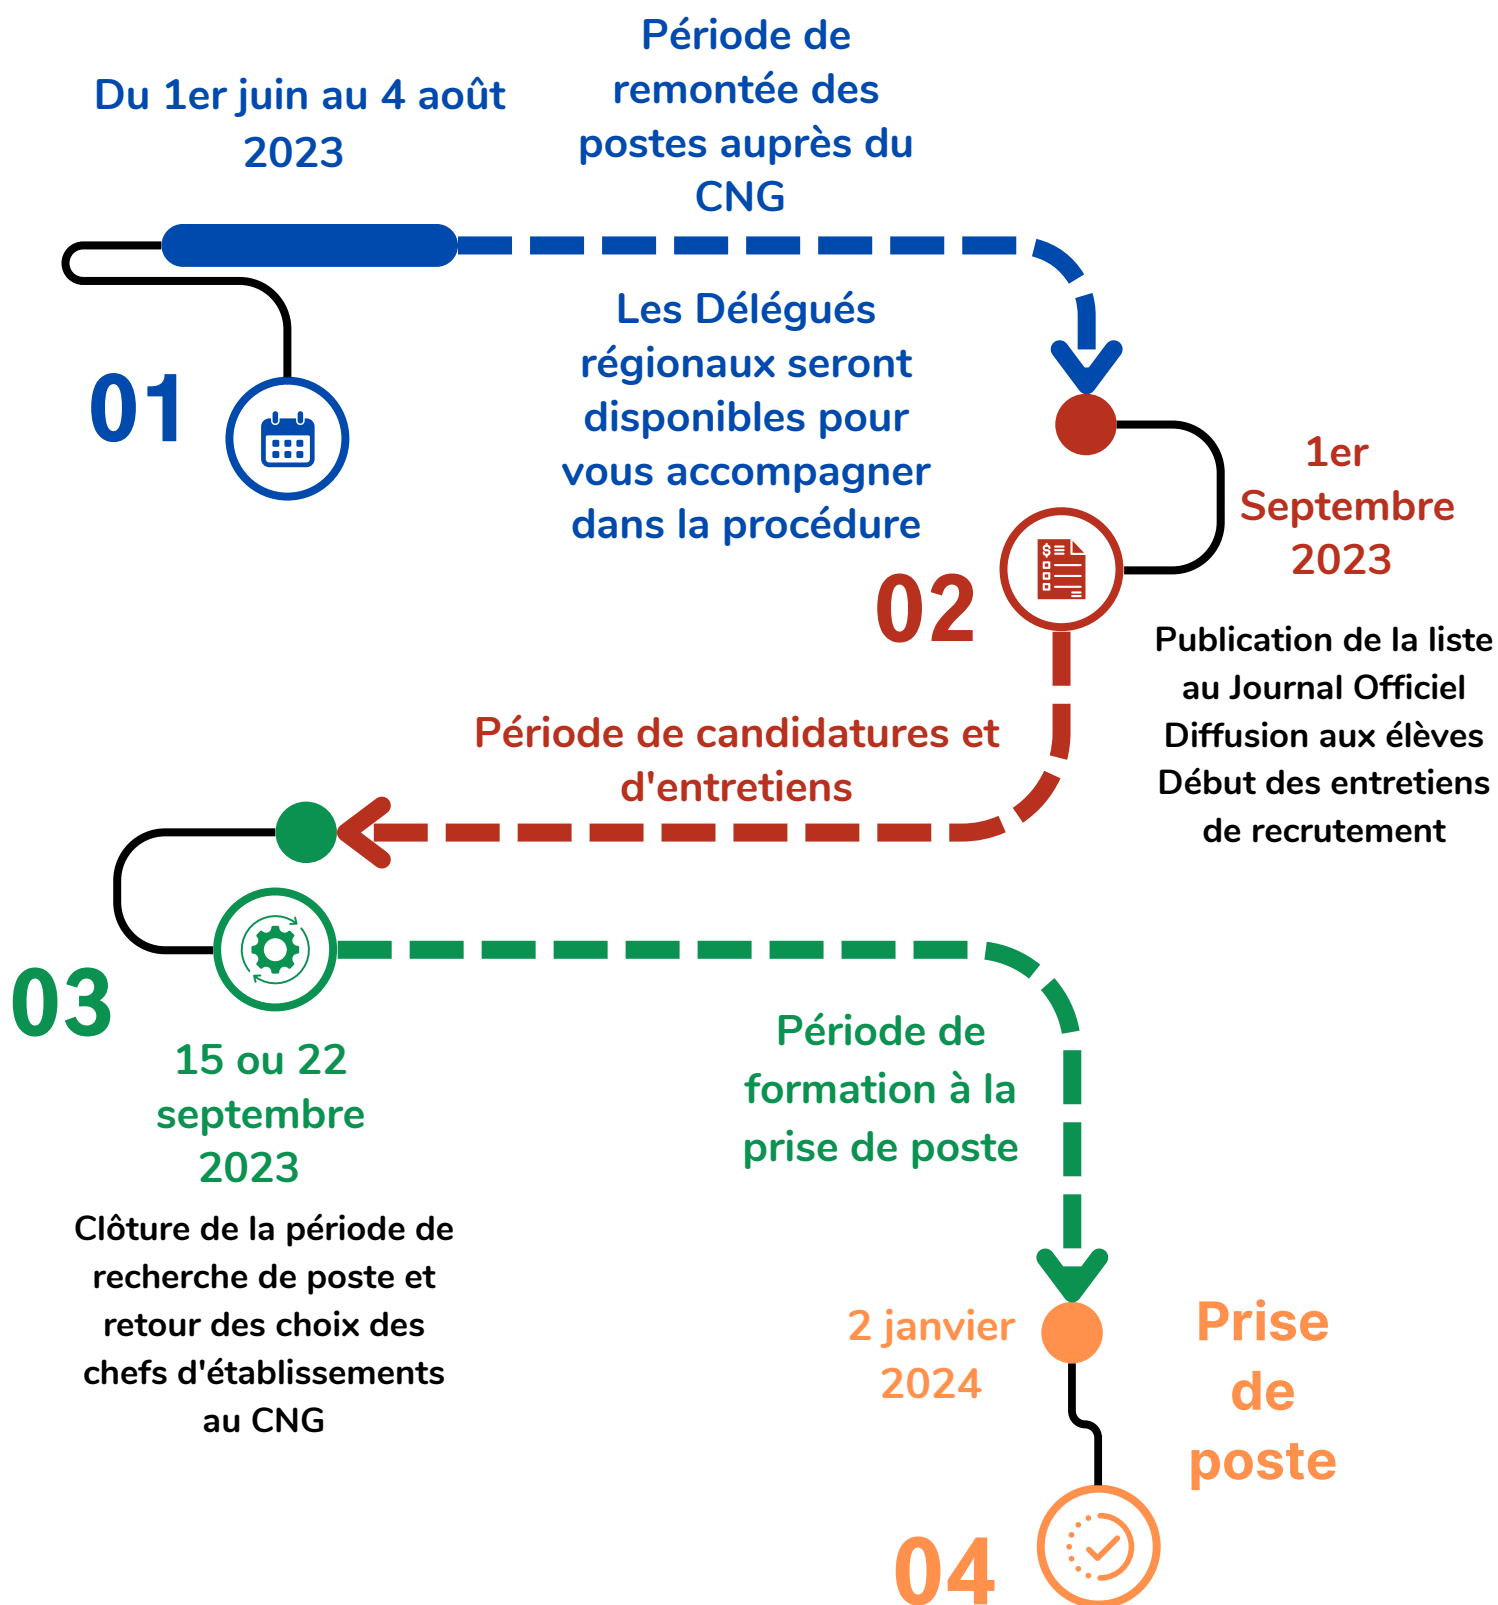 Du 1er juin au 4 août
2023
Période de
remontée des
postes auprès du
CNG
Les Délégués
régionaux seront
disponibles pour
vous accompagner
dans la procédure
01
1er
Septembre
2023
02
Publication de la liste
au Journal Officiel
Diffusion aux élèves
Début des entretiens
de recrutement
Période de candidatures et
d'entretiens
03
15 ou 22
septembre
2023
Clôture de la période de
recherche de poste et
retour des choix des
chefs d'établissements
au CNG
Période de
formation à la
prise de poste
2 janvier
2024
Prise
de
poste
04